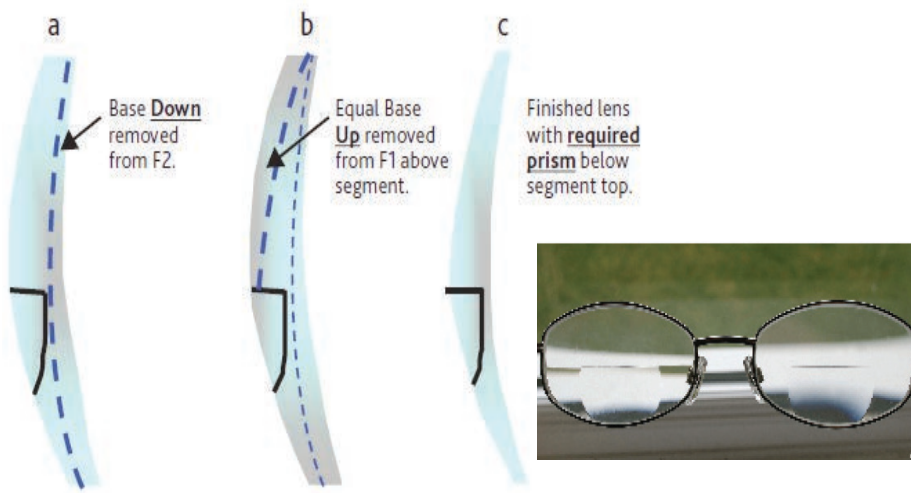 a
Base Down
removed
from F2.
b
Equal Base
Up removed
from F1 above
segment.
c
Finished lens
with required
prism below
segment top.